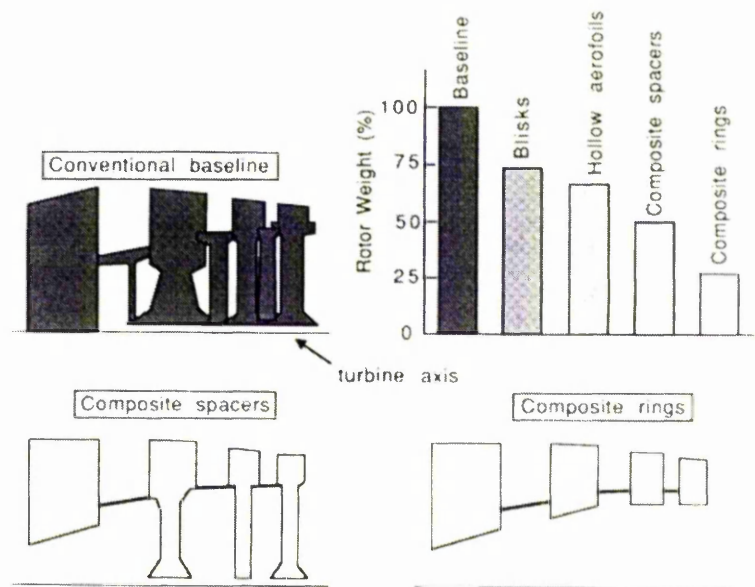 Conventional baseline
Rotor Weight (%)
100
75
50
25
0
Baseline
Blisks
Hollow aerofoils
Composite spacers
Composite rings
turbine axis
Composite spacers
Composite rings